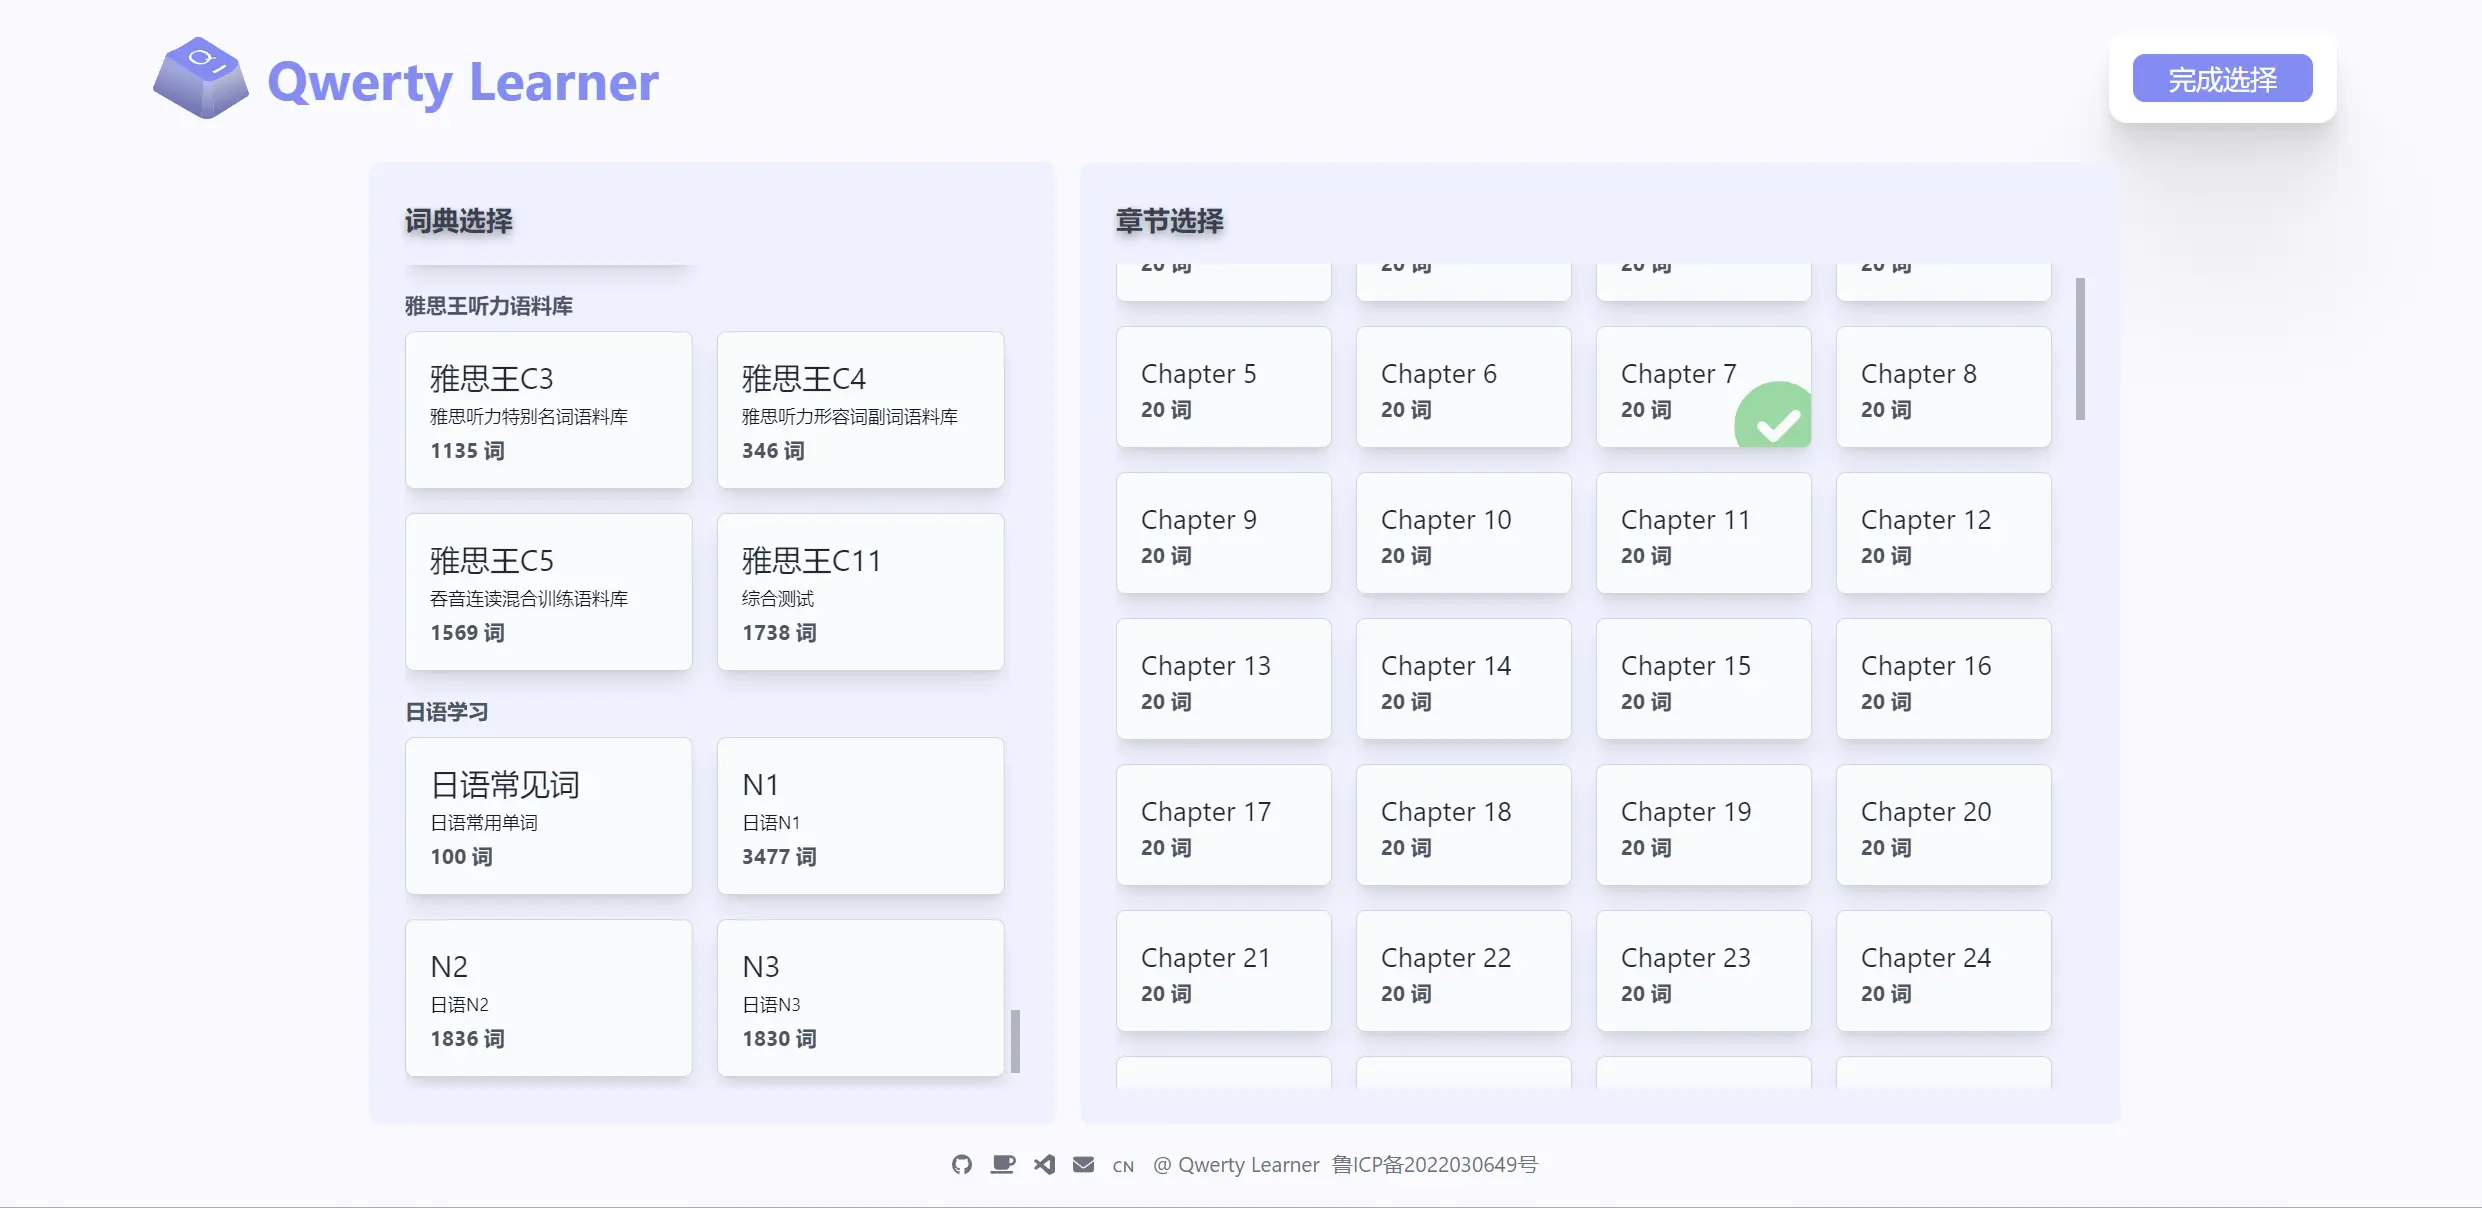 Qwerty Learner
完成选择
词典选择
雅思王听力语料库
雅思王C3
雅思听力特别名词语料库
1135 词
雅思王C4
雅思听力形容词副词语料库
346 词
雅思王C5
吞音连读混合训练语料库
1569 词
雅思王C11
综合测试
1738 词
日语学习
日语常见词
日语常用单词
100 词
N1
日语N1
3477 词
N2
日语N2
1836 词
N3
日语N3
1830 词
章节选择
20 词
20 词
20 词
20 词
Chapter 5
20 词
Chapter 6
20 词
Chapter 7
20 词
Chapter 8
20 词
Chapter 9
20 词
Chapter 10
20 词
Chapter 11
20 词
Chapter 12
20 词
Chapter 13
20 词
Chapter 14
20 词
Chapter 15
20 词
Chapter 16
20 词
Chapter 17
20 词
Chapter 18
20 词
Chapter 19
20 词
Chapter 20
20 词
Chapter 21
20 词
Chapter 22
20 词
Chapter 23
20 词
Chapter 24
20 词
CN @ Qwerty Learner 鲁ICP备2022030649号